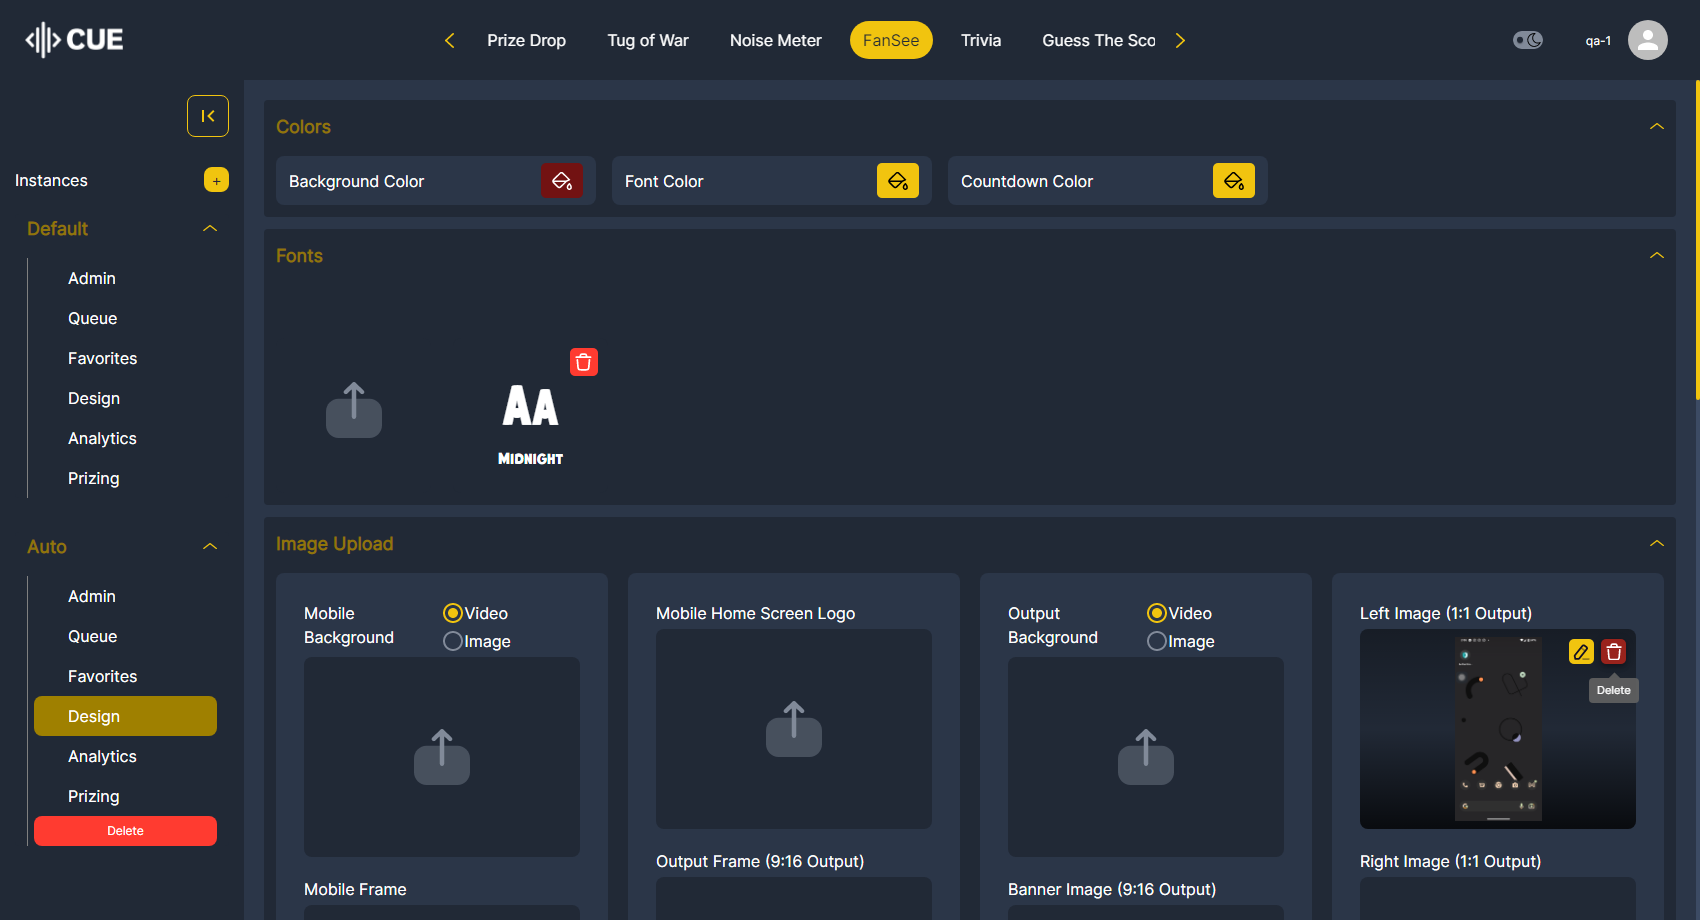 CUE
Prize Drop
Tug of War
Noise Meter
FanSee
Trivia
Guess The Sco
qa-1
Instances
+
Default
Admin
Queue
Favorites
Design
Analytics
Prizing
Auto
Admin
Queue
Favorites
Design
Analytics
Prizing
Delete
Colors
Background Color
Font Color
Countdown Color
Fonts
AA
MIDNIGHT
Image Upload
Mobile
Background
Video
Image
Mobile Home Screen Logo
Output
Background
Video
Image
Left Image (1:1 Output)
Delete
Mobile Frame
Output Frame (9:16 Output)
Banner Image (9:16 Output)
Right Image (1:1 Output)